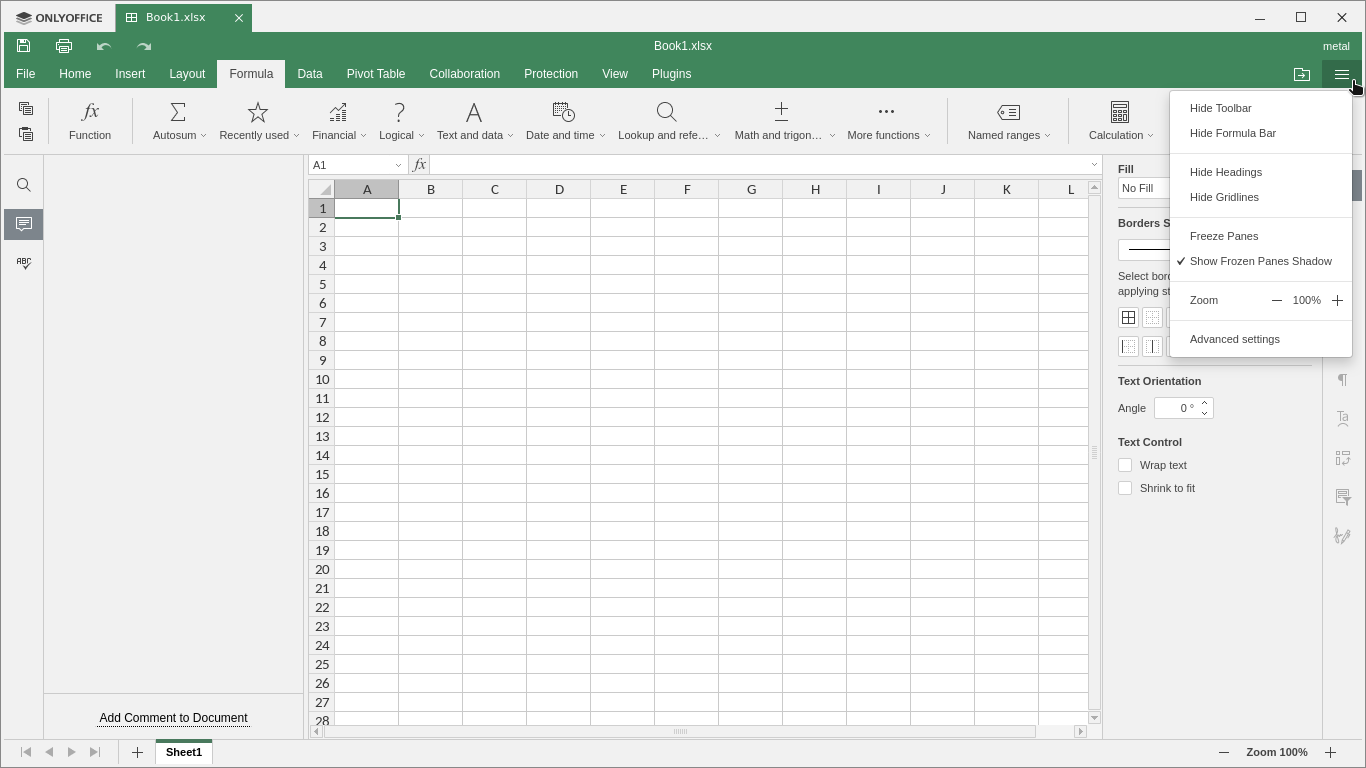 ONLYOFFICE
Book1.xlsx
Book1.xlsx
metal
File Home Insert Layout Formula Data Pivot Table Collaboration Protection View Plugins
Function Autosum Recently used Financial Logical Text and data Date and time Lookup and refe... Math and trigon... More functions Named ranges Calculation
Hide Toolbar
Hide Formula Bar
Hide Headings
Hide Gridlines
Freeze Panes
Show Frozen Panes Shadow
Zoom 100%
Advanced settings
A1
fx
A B C D E F G H I J K L
1
2
3
4
5
6
7
8
9
10
11
12
13
14
15
16
17
18
19
20
21
22
23
24
25
26
27
28
Fill
No Fill
Borders S
Select bor
applying st
Text Orientation
Angle 0 °
Text Control
Wrap text
Shrink to fit
Add Comment to Document
Sheet1
Zoom 100%